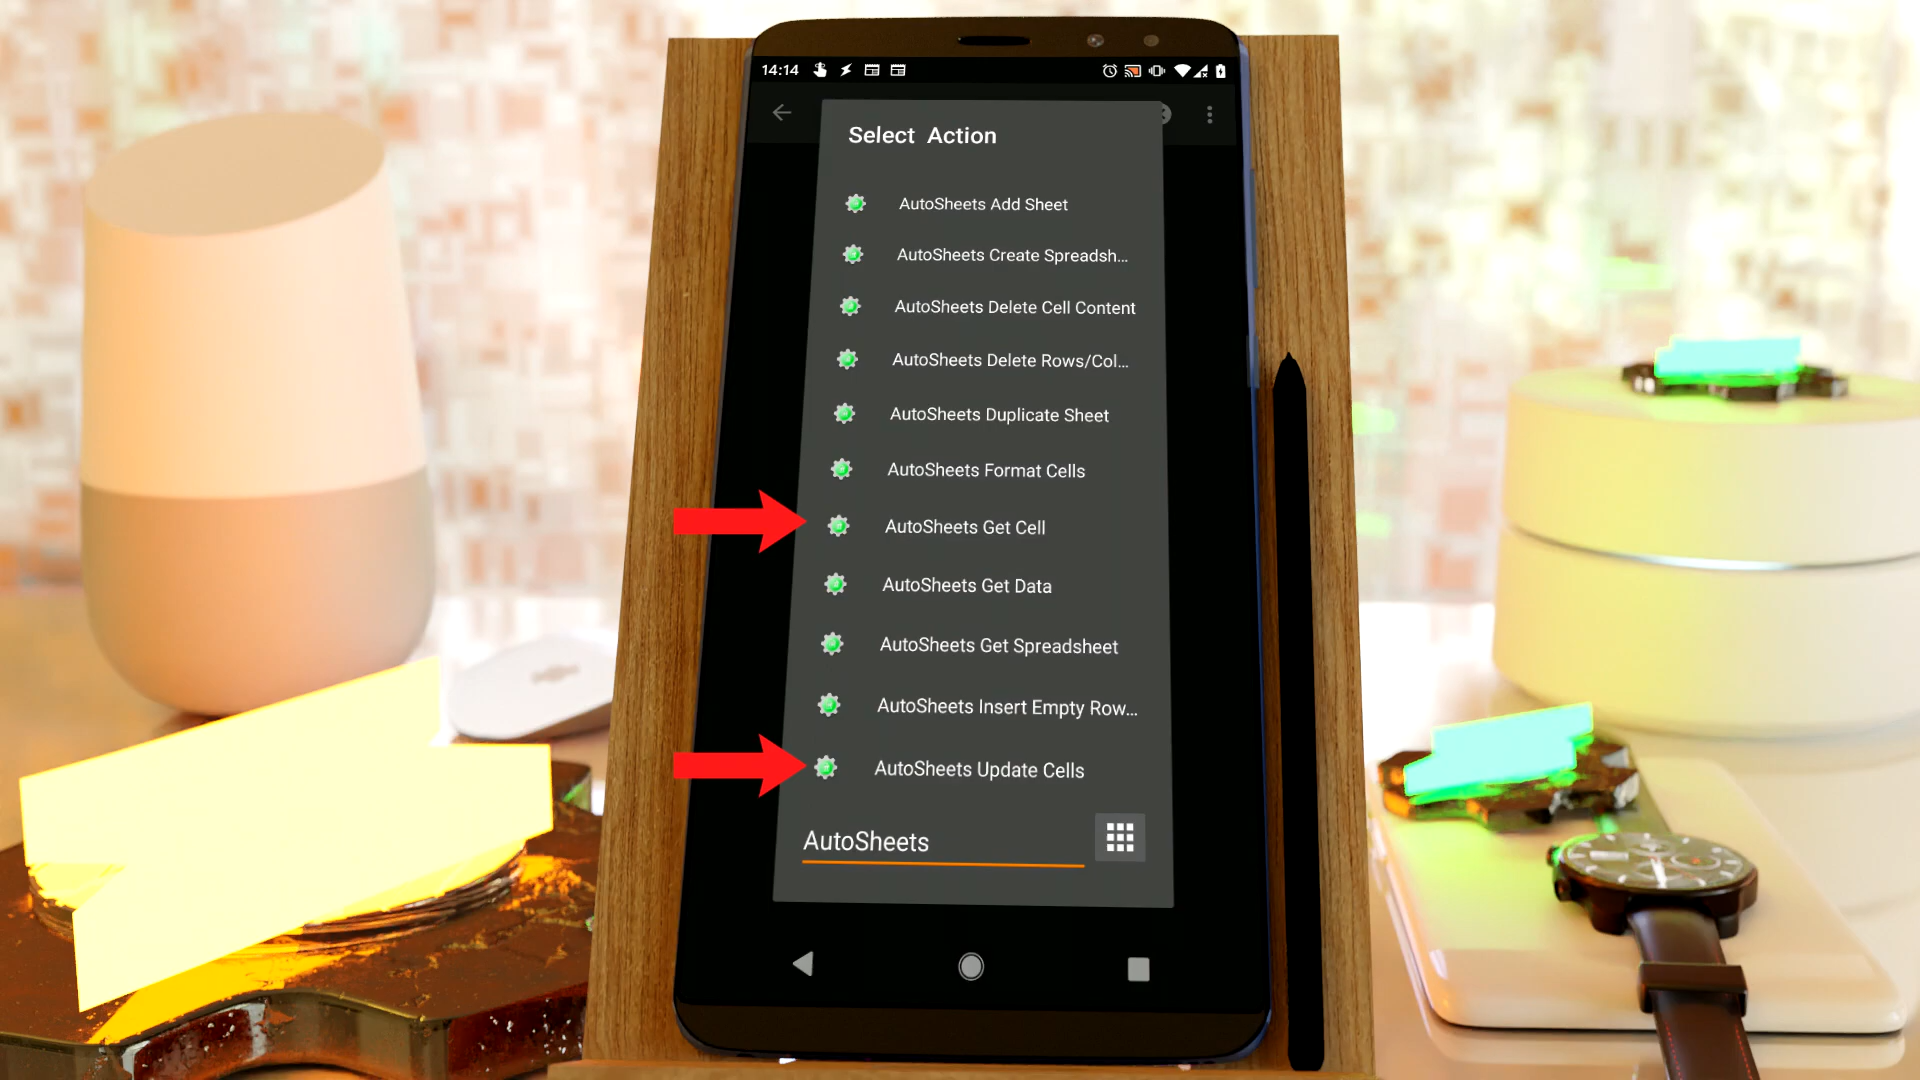 14:14
Select Action
AutoSheets Add Sheet
AutoSheets Create Spreadsh...
AutoSheets Delete Cell Content
AutoSheets Delete Rows/Col...
AutoSheets Duplicate Sheet
AutoSheets Format Cells
AutoSheets Get Cell
AutoSheets Get Data
AutoSheets Get Spreadsheet
AutoSheets Insert Empty Row...
AutoSheets Update Cells
AutoSheets